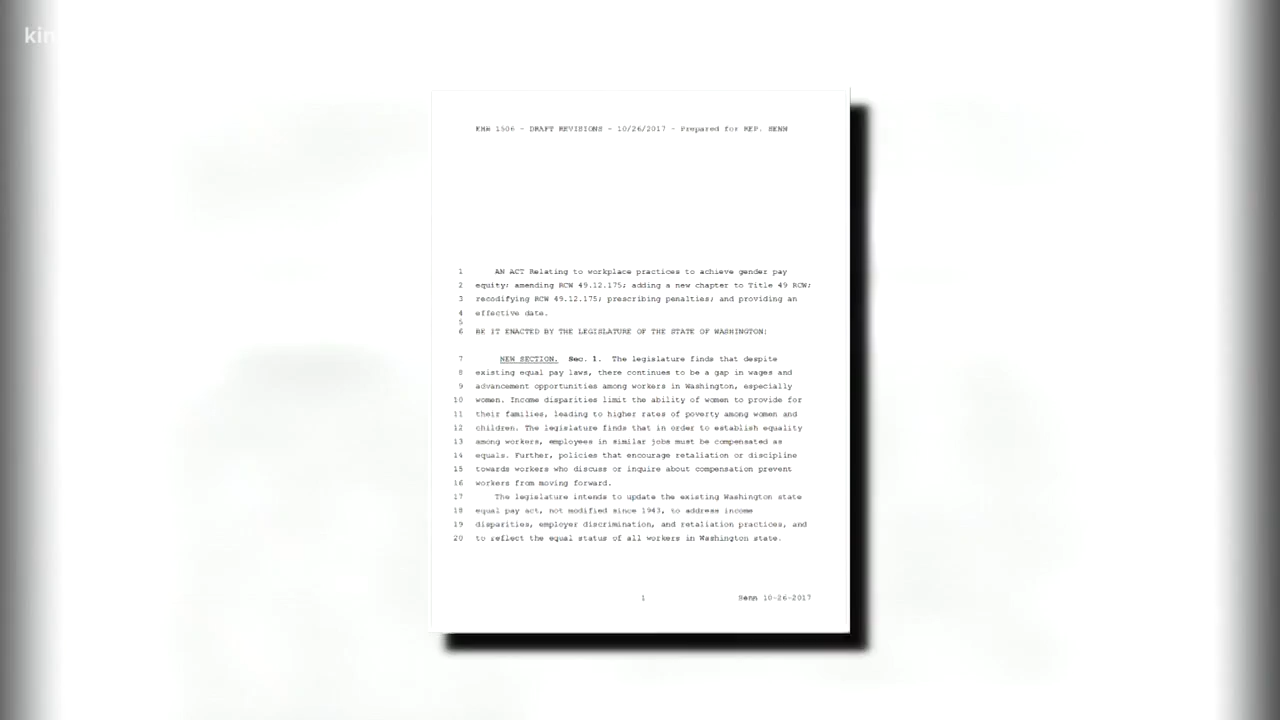 kin
EHB 1506 - DRAFT REVISIONS - 10/26/2017 - Prepared for REP. SENN
1 AN ACT Relating to workplace practices to achieve gender pay
2 equity; amending RCW 49.12.175; adding a new chapter to Title 49 RCW;
3 recodifying RCW 49.12.175; prescribing penalties; and providing an
4 effective date.
5
6 BE IT ENACTED BY THE LEGISLATURE OF THE STATE OF WASHINGTON:
7 NEW SECTION. Sec. 1. The legislature finds that despite
8 existing equal pay laws, there continues to be a gap in wages and
9 advancement opportunities among workers in Washington, especially
10 women. Income disparities limit the ability of women to provide for
11 their families, leading to higher rates of poverty among women and
12 children. The legislature finds that in order to establish equality
13 among workers, employees in similar jobs must be compensated as
14 equals. Further, policies that encourage retaliation or discipline
15 towards workers who discuss or inquire about compensation prevent
16 workers from moving forward.
17 The legislature intends to update the existing Washington state
18 equal pay act, not modified since 1943, to address income
19 disparities, employer discrimination, and retaliation practices, and
20 to reflect the equal status of all workers in Washington state.
1 Senn 10-26-2017